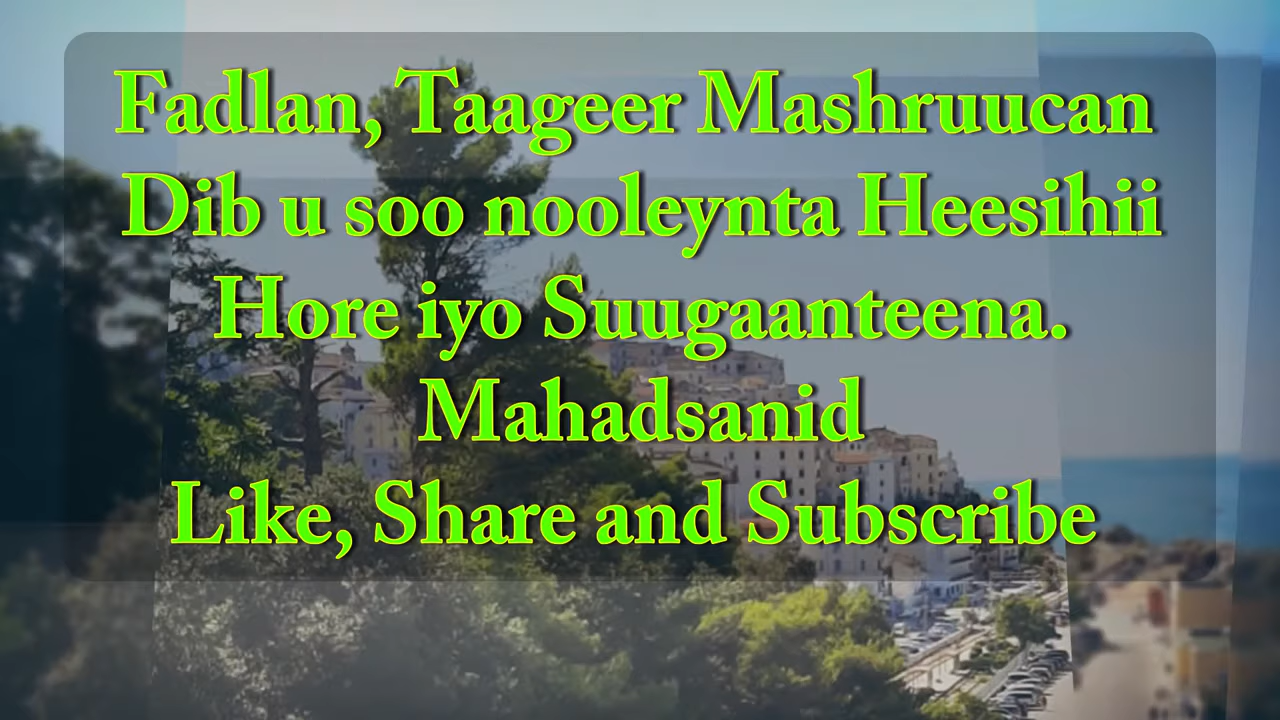 Fadlan, Taageer Mashruucan
Dib u soo nooleynta Heesihii
Hore iyo Suugaanteena.
Mahadsanid
Like, Share and Subscribe